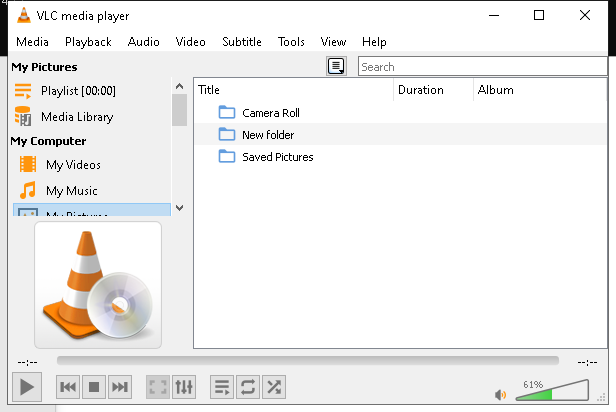 VLC media player
Media Playback Audio Video Subtitle Tools View Help
My Pictures
Search
Playlist [00:00]
Media Library
My Computer
My Videos
My Music
My Pictures
Title Duration Album
Camera Roll
New folder
Saved Pictures
--:-- --:--
61%